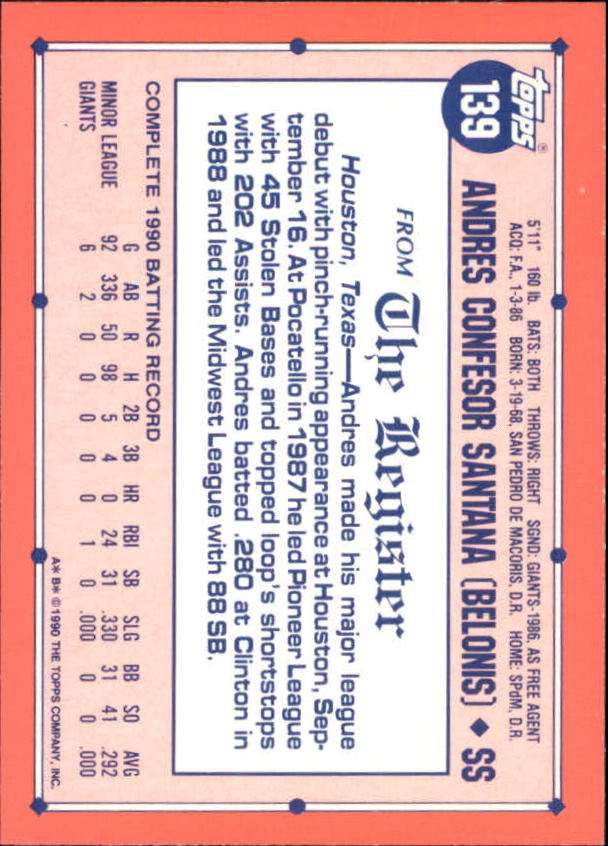 topps®
139
5'11" 160 lb. BATS: BOTH THROWS: RIGHT SGND: GIANTS-1986, AS FREE AGENT
ACQ: F.A., 1-3-86 BORN: 3-19-68, SAN PEDRO DE MACORIS, D.R. HOME: SPdM, D.R.
ANDRES CONFESOR SANTANA (BELONIS) ◆ SS
FROM The Register
Houston, Texas—Andres made his major league
debut with pinch-running appearance at Houston, Sep-
tember 16. At Pocatello in 1987 he led Pioneer League
with 45 Stolen Bases and topped loop's shortstops
with 202 Assists. Andres batted .280 at Clinton in
1988 and led the Midwest League with 88 SB.
COMPLETE 1990 BATTING RECORD
G AB R H 2B 3B HR RBI SB SLG BB SO AVG
MINOR LEAGUE 92 336 50 98 5 4 0 24 31 .330 31 41 .292
GIANTS 6 2 0 0 0 0 0 1 0 .000 0 0 .000
A* B* © 1990 THE TOPPS COMPANY, INC.